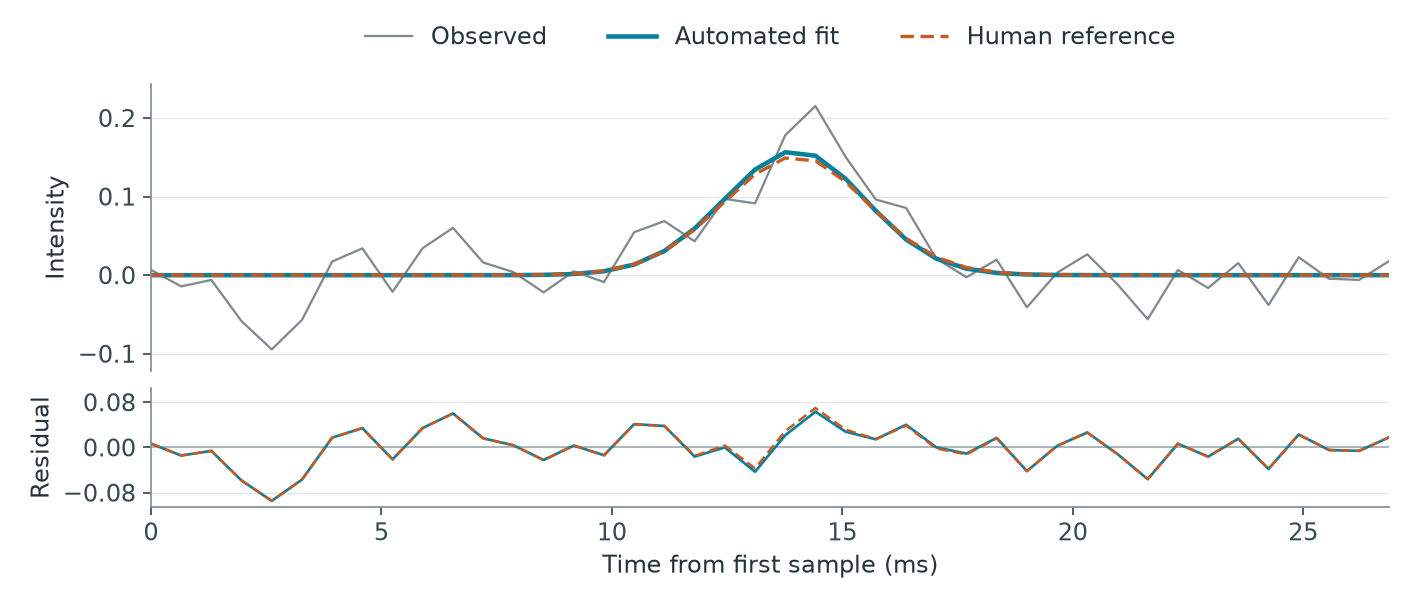 Observed Automated fit Human reference
Intensity
0.2
0.1
0.0
−0.1
Residual
0.08
0.00
−0.08
0 5 10 15 20 25
Time from first sample (ms)